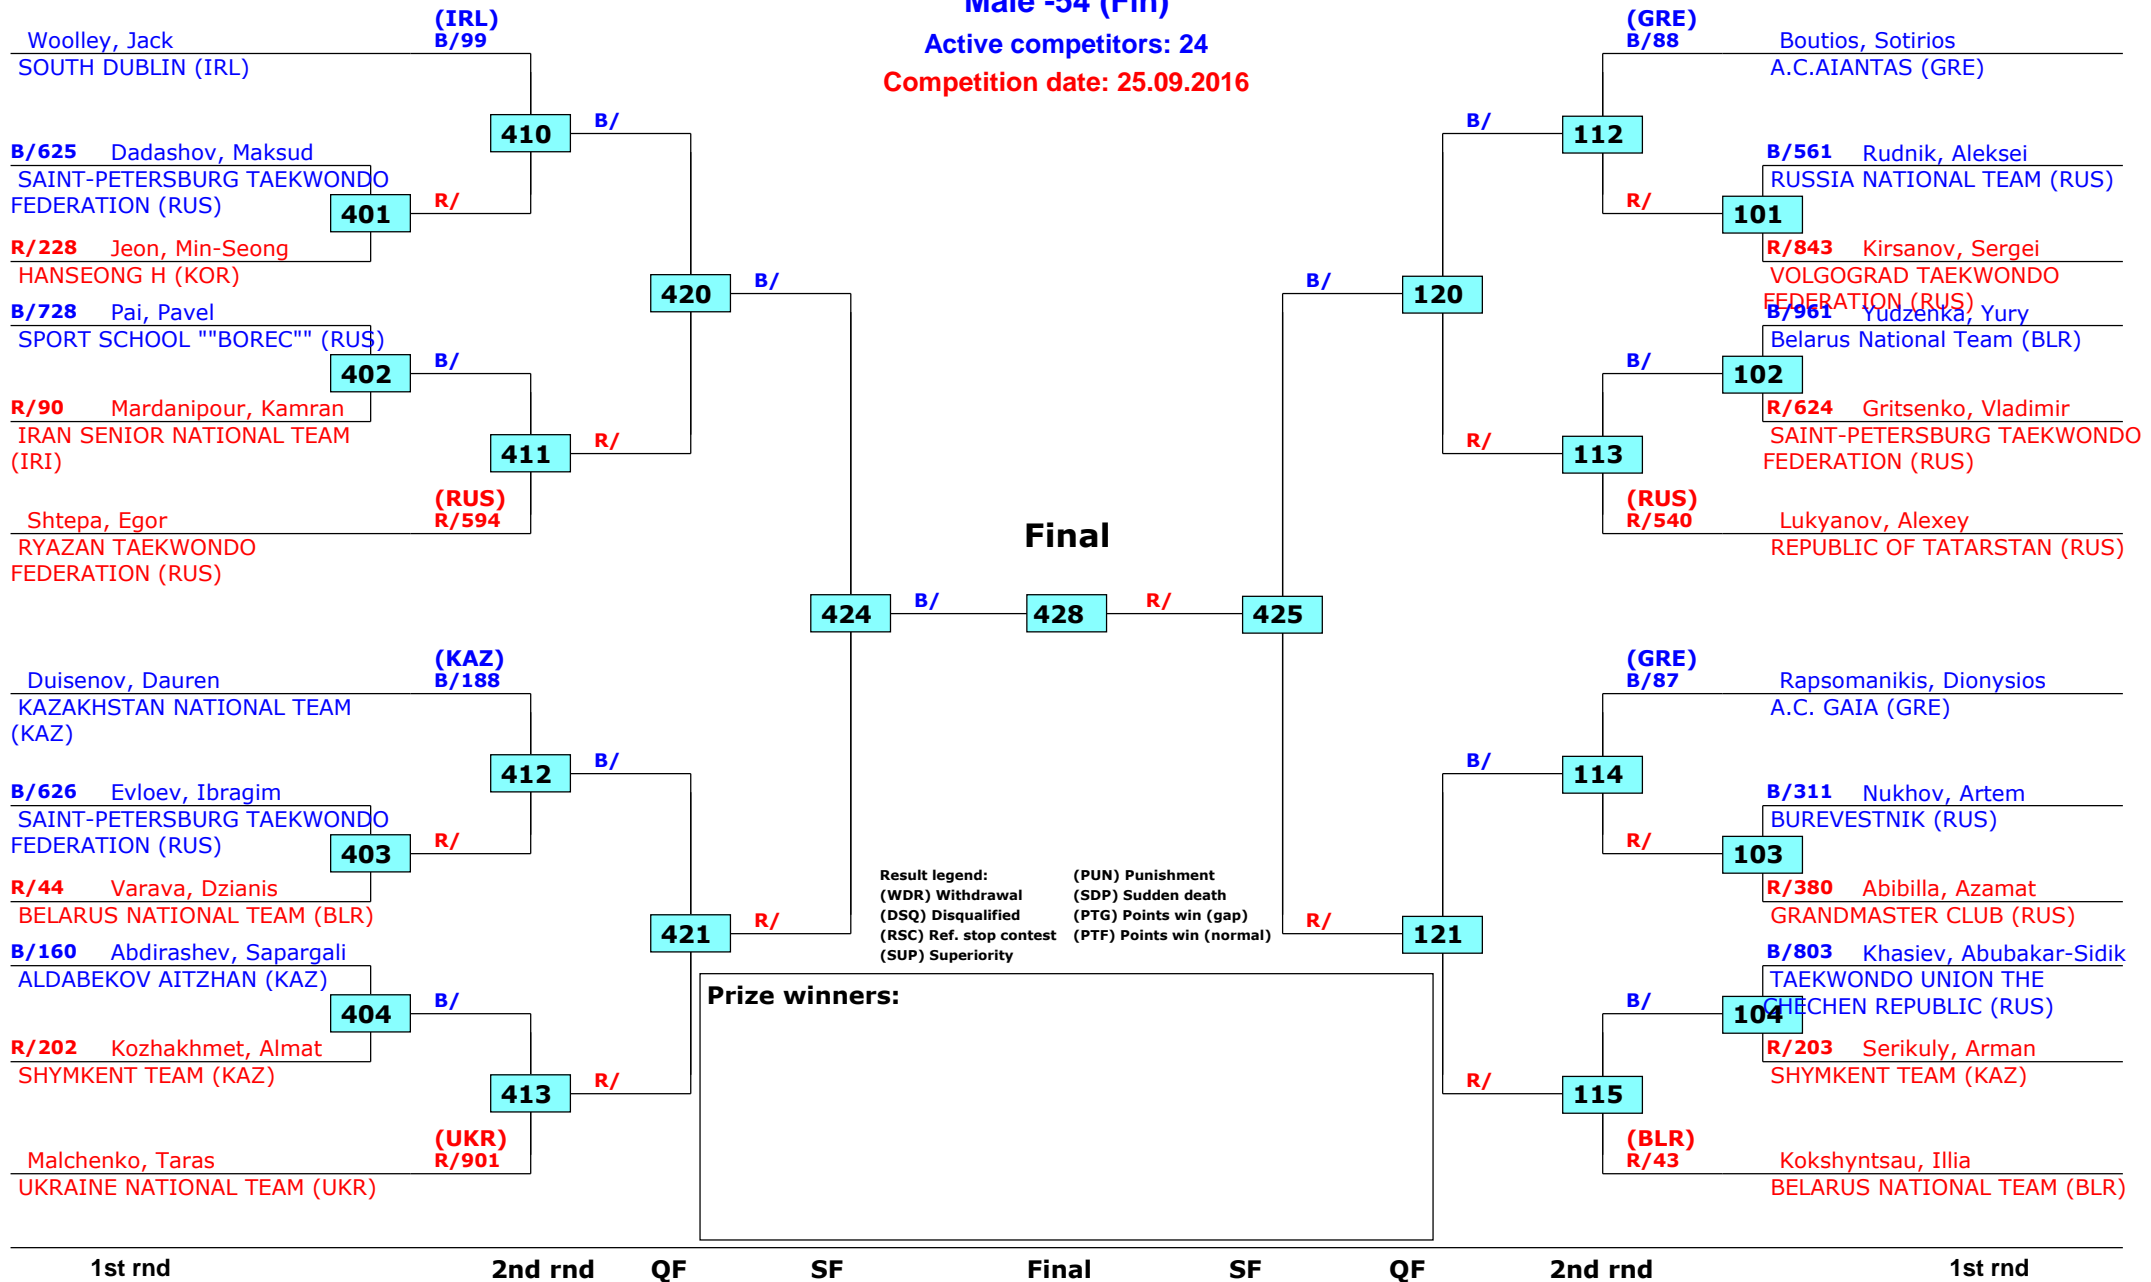 Male -54 (Fin)
Active competitors: 24
Competition date: 25.09.2016
(IRL)
Woolley, Jack B/99
SOUTH DUBLIN (IRL)
410
B/
B/625 Dadashov, Maksud
SAINT-PETERSBURG TAEKWONDO
FEDERATION (RUS)
401
R/
R/228 Jeon, Min-Seong
HANSEONG H (KOR)
420
B/
B/728 Pai, Pavel
SPORT SCHOOL ""BOREC"" (RUS)
402
B/
R/90 Mardanipour, Kamran
IRAN SENIOR NATIONAL TEAM
(IRI)
411
R/
(RUS)
Shtepa, Egor R/594
RYAZAN TAEKWONDO
FEDERATION (RUS)
424
B/
(KAZ)
Duisenov, Dauren B/188
KAZAKHSTAN NATIONAL TEAM
(KAZ)
412
B/
B/626 Evloev, Ibragim
SAINT-PETERSBURG TAEKWONDO
FEDERATION (RUS)
403
R/
R/44 Varava, Dzianis
BELARUS NATIONAL TEAM (BLR)
421
R/
B/160 Abdirashev, Sapargali
ALDABEKOV AITZHAN (KAZ)
404
B/
R/202 Kozhakhmet, Almat
SHYMKENT TEAM (KAZ)
413
R/
(UKR)
Malchenko, Taras R/901
UKRAINE NATIONAL TEAM (UKR)
Final
428
R/
425
(GRE)
B/88 Boutios, Sotirios
A.C.AIANTAS (GRE)
B/
112
B/561 Rudnik, Aleksei
RUSSIA NATIONAL TEAM (RUS)
R/
101
R/843 Kirsanov, Sergei
VOLGOGRAD TAEKWONDO
FEDERATION (RUS)
B/
120
B/961 Yudzenka, Yury
Belarus National Team (BLR)
B/
102
R/624 Gritsenko, Vladimir
SAINT-PETERSBURG TAEKWONDO
FEDERATION (RUS)
R/
113
(RUS)
R/540 Lukyanov, Alexey
REPUBLIC OF TATARSTAN (RUS)
(GRE)
B/87 Rapsomanikis, Dionysios
A.C. GAIA (GRE)
B/
114
B/311 Nukhov, Artem
BUREVESTNIK (RUS)
R/
103
R/380 Abibilla, Azamat
GRANDMASTER CLUB (RUS)
R/
121
B/803 Khasiev, Abubakar-Sidik
TAEKWONDO UNION THE
CHECHEN REPUBLIC (RUS)
B/
104
R/203 Serikuly, Arman
SHYMKENT TEAM (KAZ)
R/
115
(BLR)
R/43 Kokshyntsau, Illia
BELARUS NATIONAL TEAM (BLR)
Result legend: (PUN) Punishment
(WDR) Withdrawal (SDP) Sudden death
(DSQ) Disqualified (PTG) Points win (gap)
(RSC) Ref. stop contest (PTF) Points win (normal)
(SUP) Superiority
Prize winners:
1st rnd 2nd rnd QF SF Final SF QF 2nd rnd 1st rnd